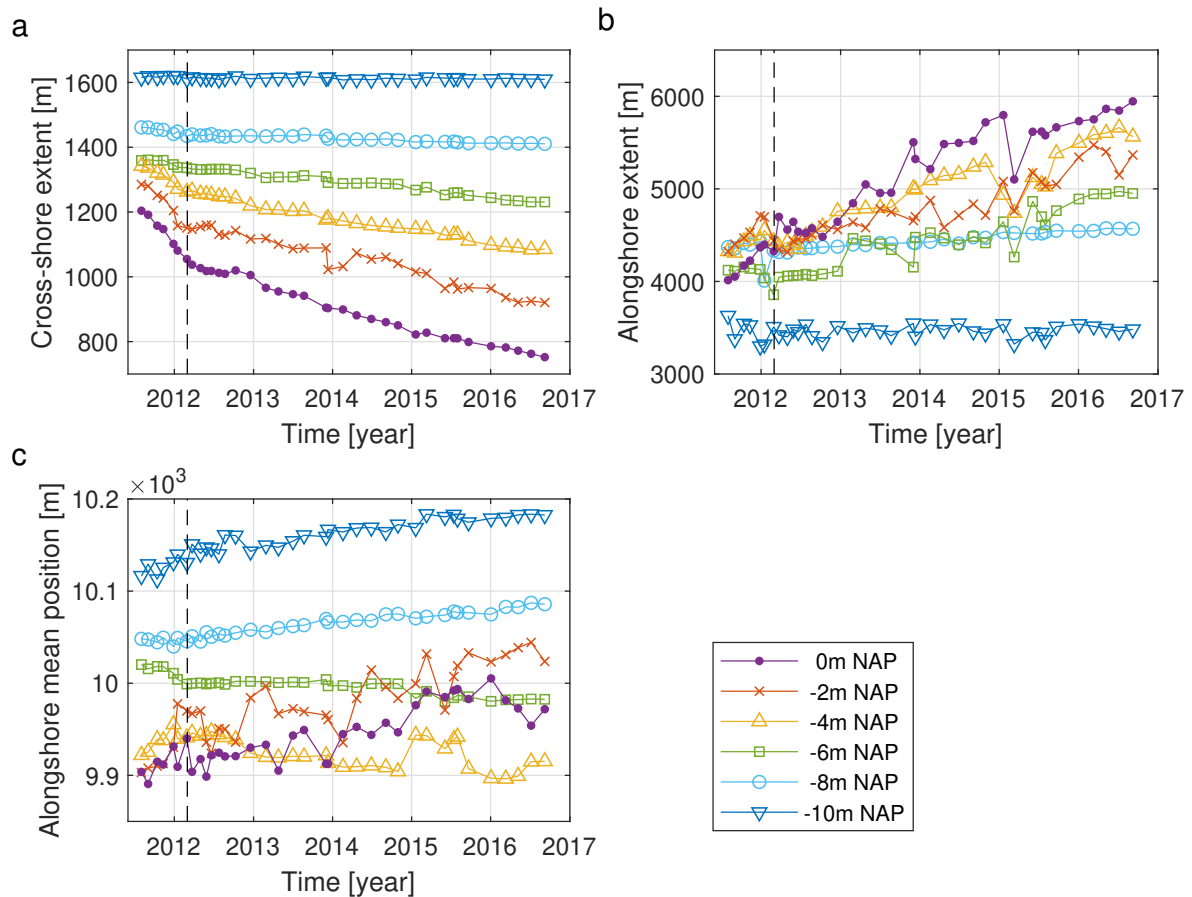 a
Cross-shore extent [m]
1600
1400
1200
1000
800
2012 2013 2014 2015 2016 2017
Time [year]
b
Alongshore extent [m]
6000
5000
4000
3000
2012 2013 2014 2015 2016 2017
Time [year]
c
× 10³
Alongshore mean position [m]
10.2
10.1
10
9.9
2012 2013 2014 2015 2016 2017
Time [year]
0m NAP
-2m NAP
-4m NAP
-6m NAP
-8m NAP
-10m NAP